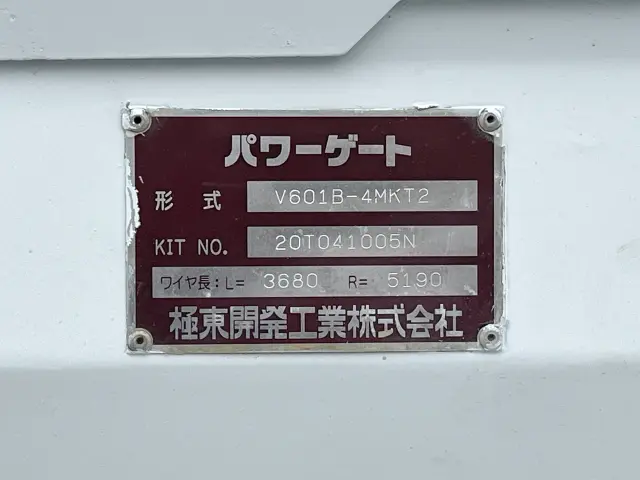 パワーゲート
形式 V601B-4MKT2
KIT NO. 20T041005N
ワイヤ長:L= 3680 R= 5190
極東開発工業株式会社